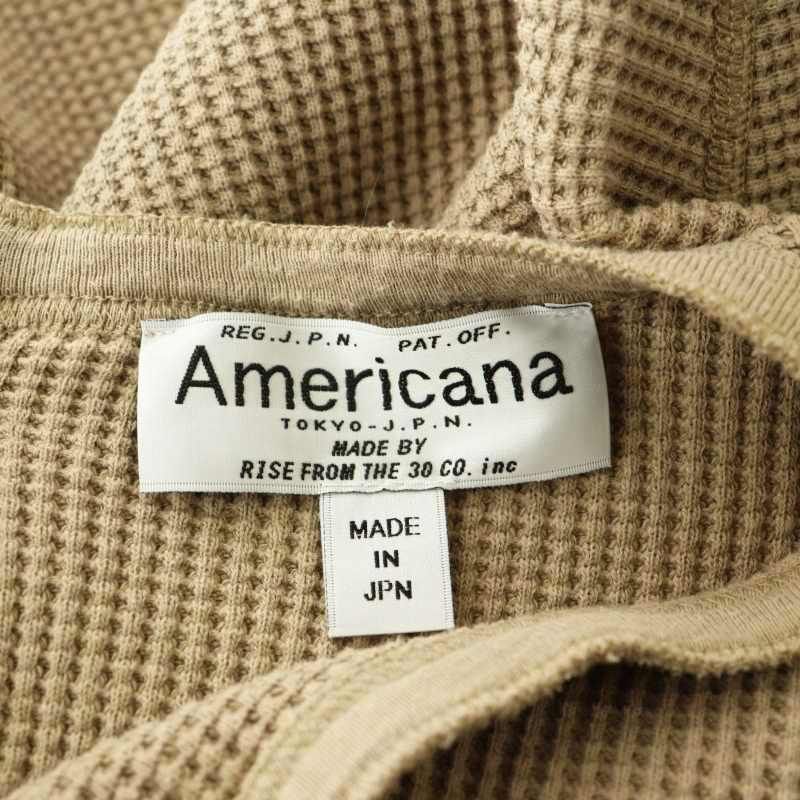 REG.J.P.N. PAT.OFF.
Americana
TOKYO-J.P.N.
MADE BY
RISE FROM THE 30 CO. inc
MADE
IN
JPN